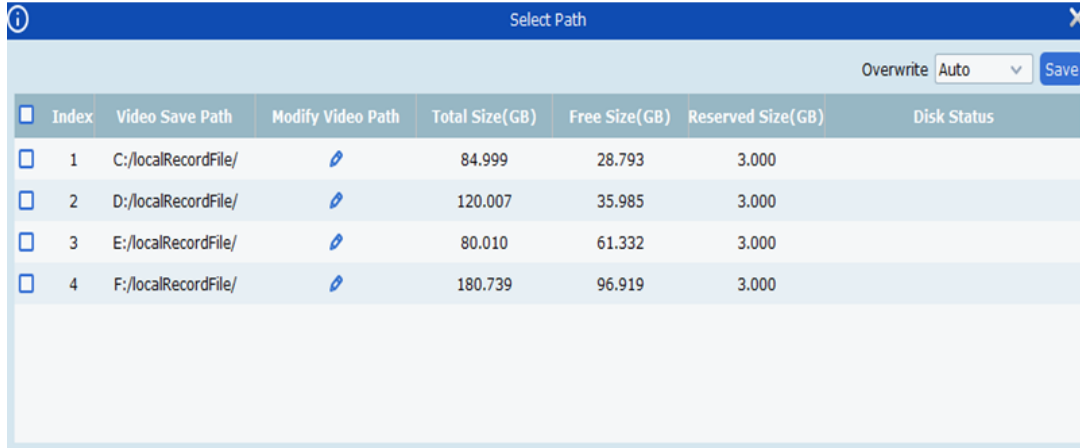 Select Path
Overwrite Auto Save
Index Video Save Path Modify Video Path Total Size(GB) Free Size(GB) Reserved Size(GB) Disk Status
1 C:/localRecordFile/ 84.999 28.793 3.000
2 D:/localRecordFile/ 120.007 35.985 3.000
3 E:/localRecordFile/ 80.010 61.332 3.000
4 F:/localRecordFile/ 180.739 96.919 3.000